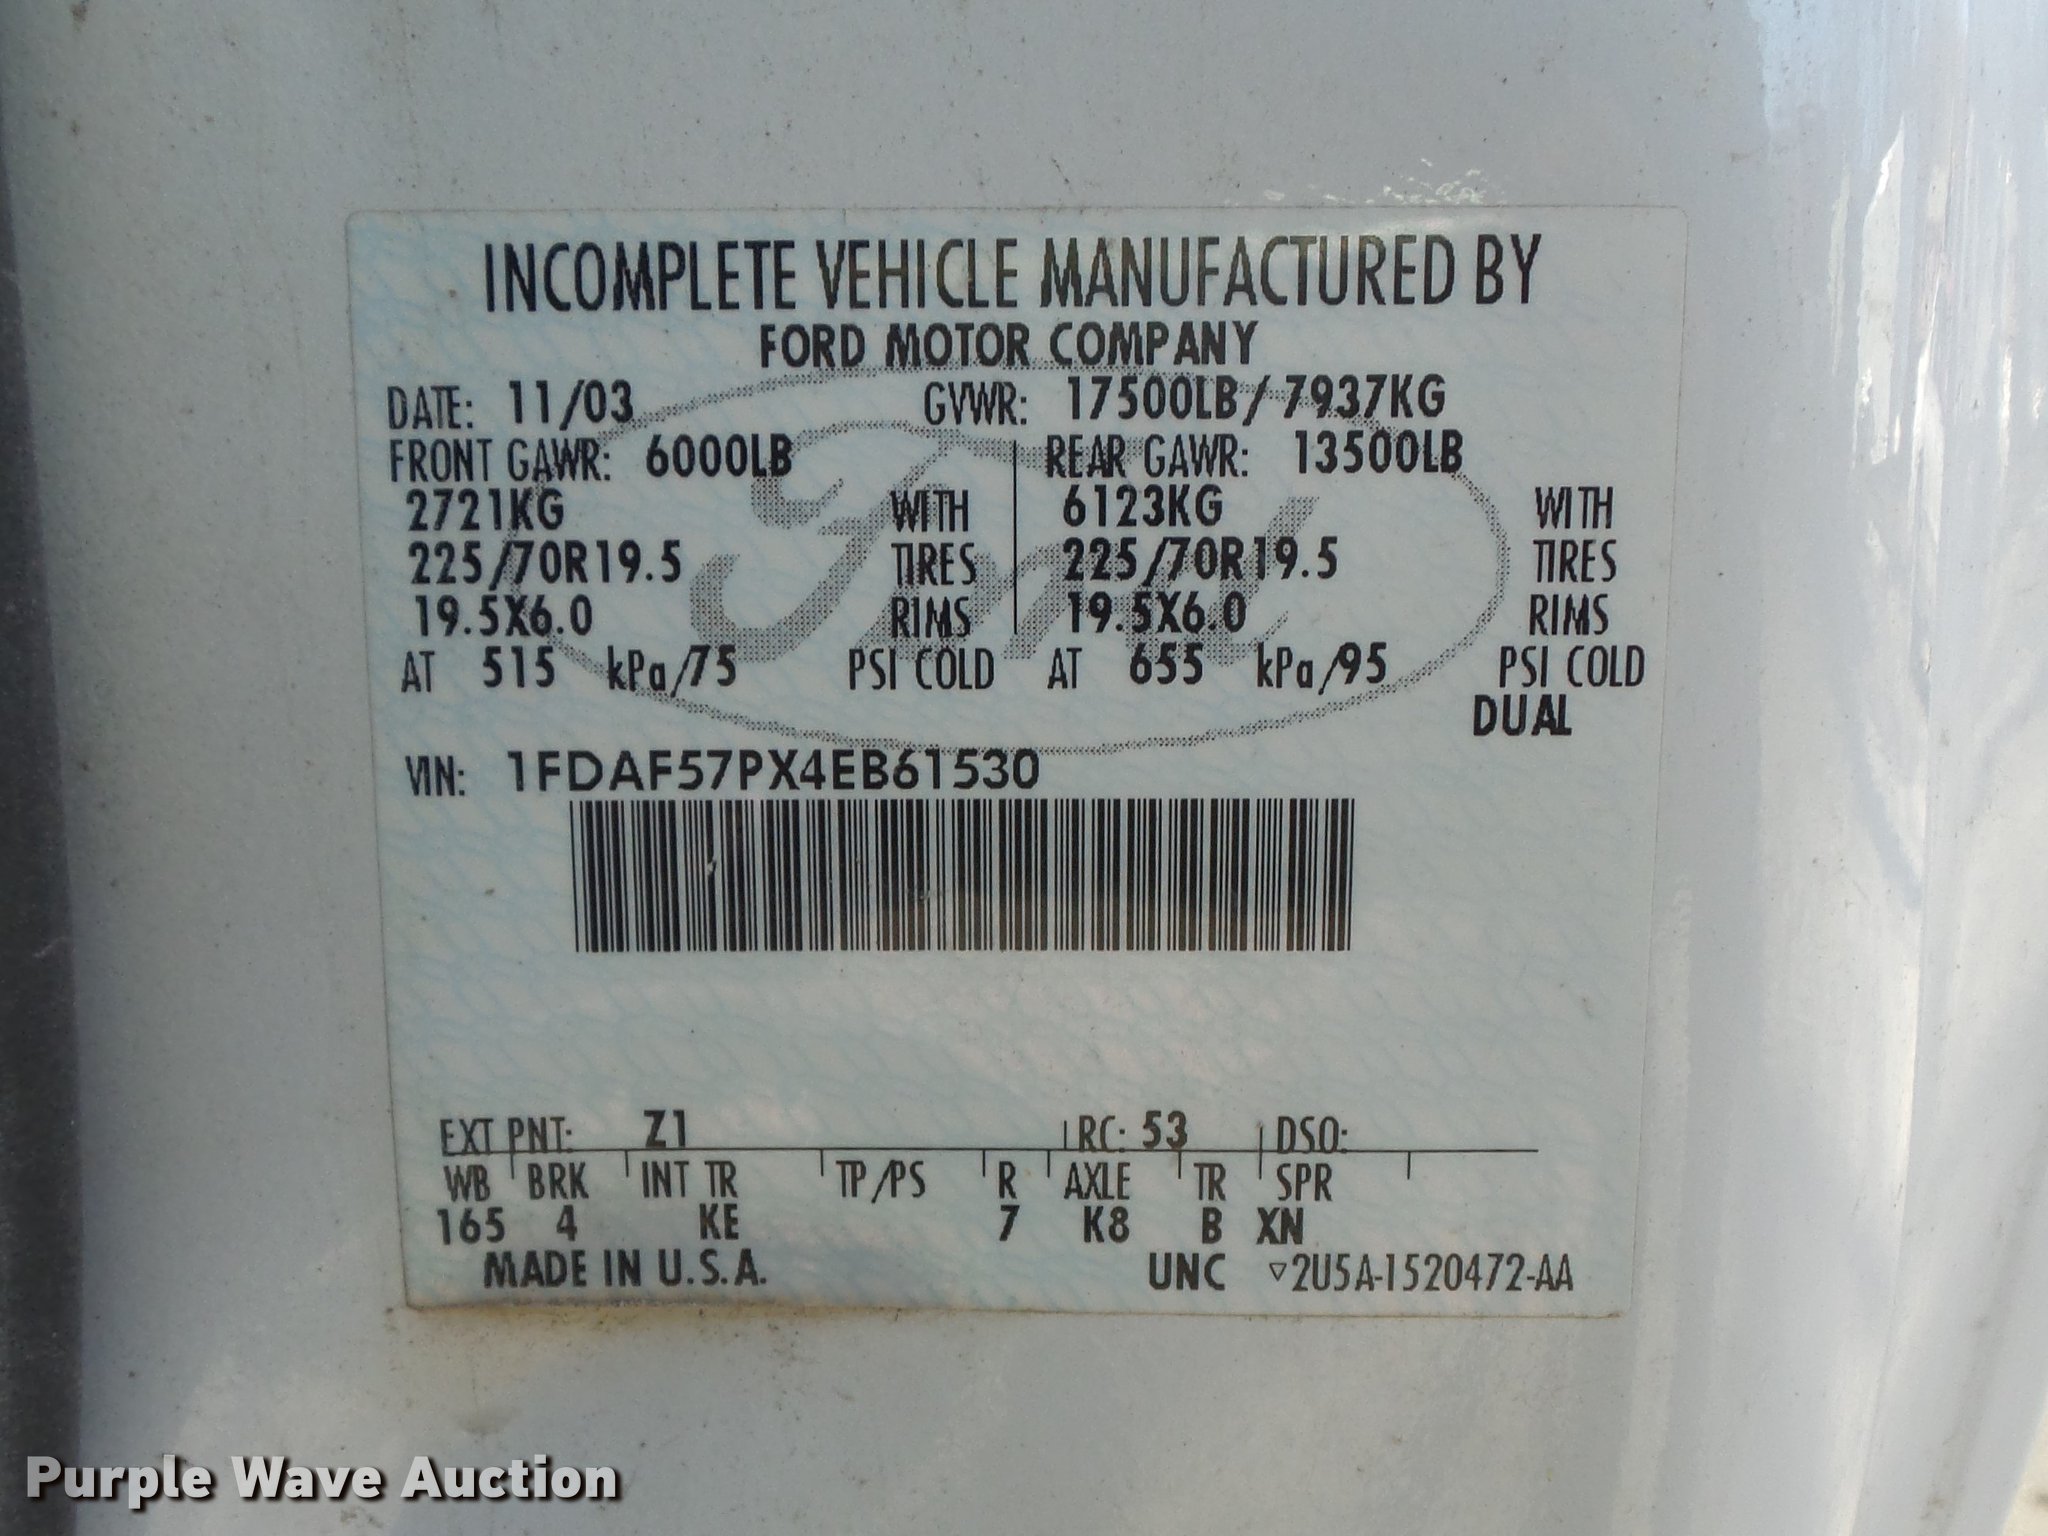 INCOMPLETE VEHICLE MANUFACTURED BY
FORD MOTOR COMPANY
DATE: 11/03 GVWR: 17500LB/ 7937KG
FRONT GAWR: 6000LB REAR GAWR: 13500LB
2721KG WITH 6123KG WITH
225/70R19.5 TIRES 225/70R19.5 TIRES
19.5X6.0 RIMS 19.5X6.0 RIMS
AT 515 kPa/75 PSI COLD AT 655 kPa/95 PSI COLD
DUAL
VIN: 1FDAF57PX4EB61530
EXT PNT: Z1 RC: 53 DSO:
WB BRK INT TR TP/PS R AXLE TR SPR
165 4 KE 7 K8 B XN
MADE IN U.S.A. UNC ▽2U5A-1520472-AA
Ford
Purple Wave Auction